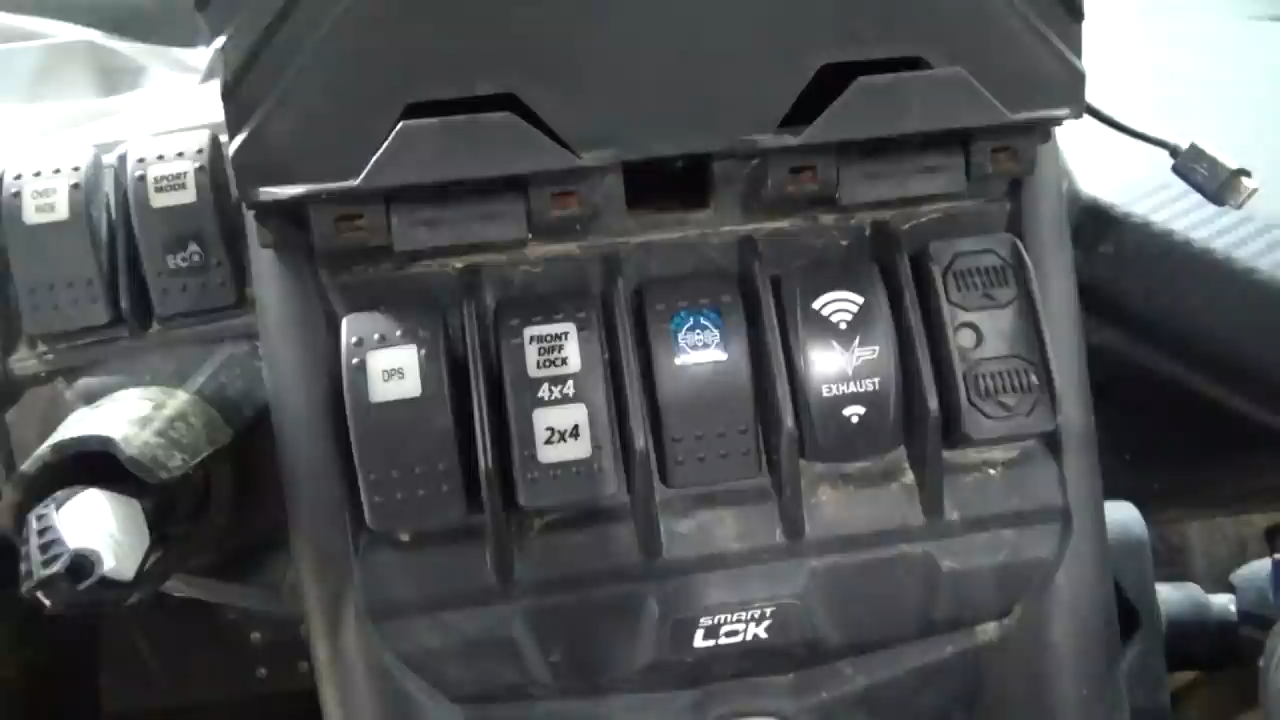 OVER
RIDE
SPORT
MODE
ECO
DPS
FRONT
DIFF
LOCK
4x4
2x4
EXHAUST
SMART
LOK